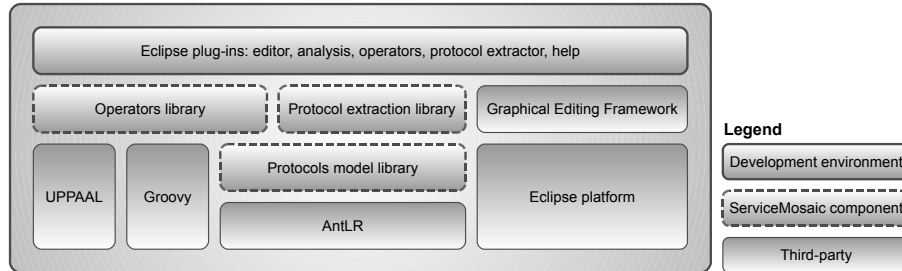 Eclipse plug-ins: editor, analysis, operators, protocol extractor, help
Operators library
Protocol extraction library
Graphical Editing Framework
UPPAAL
Groovy
Protocols model library
AntLR
Eclipse platform
Legend
Development environment
ServiceMosaic component
Third-party